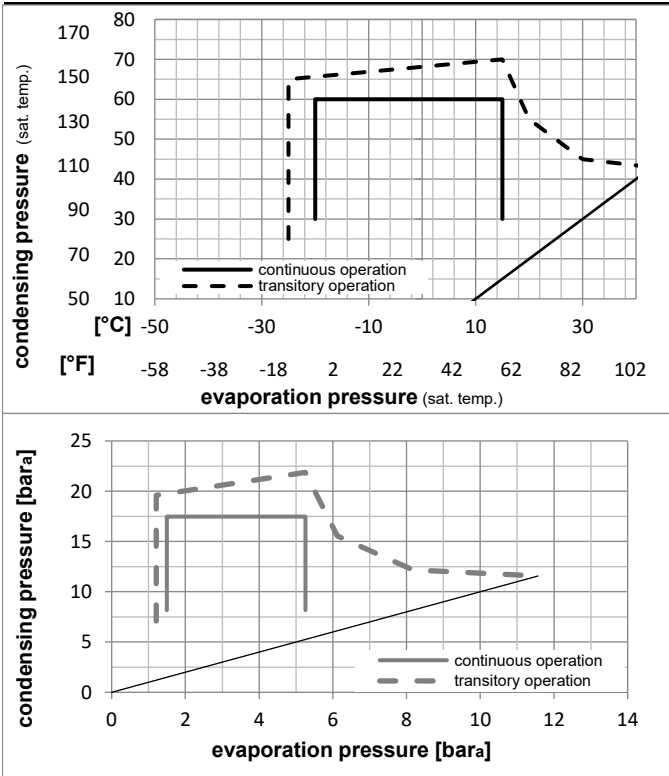 condensing pressure (sat. temp.)
170 80
70
150 60
130 50
110 40
90 30
70 20
50 10
continuous operation
transitory operation
[°C] -50 -30 -10 10 30
[°F] -58 -38 -18 2 22 42 62 82 102
evaporation pressure (sat. temp.)
condensing pressure [bara]
25
20
15
10
5
0
continuous operation
transitory operation
0 2 4 6 8 10 12 14
evaporation pressure [bara]